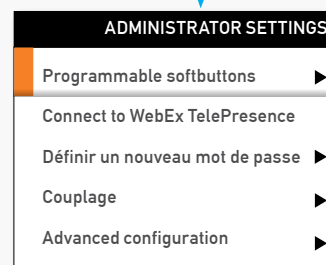 ADMINISTRATOR SETTINGS
Programmable softbuttons
Connect to WebEx TelePresence
Définir un nouveau mot de passe
Couplage
Advanced configuration